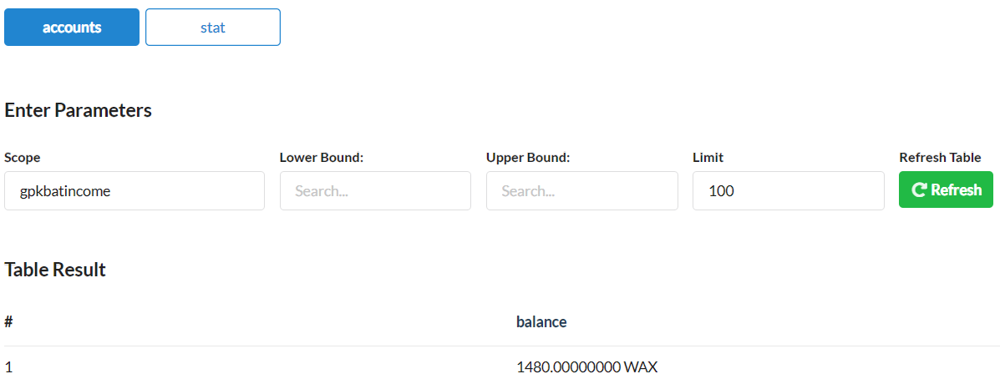 accounts stat
Enter Parameters
Scope Lower Bound: Upper Bound: Limit Refresh Table
gpkbatincome Search... Search... 100 Refresh
Table Result
# balance
1 1480.00000000 WAX